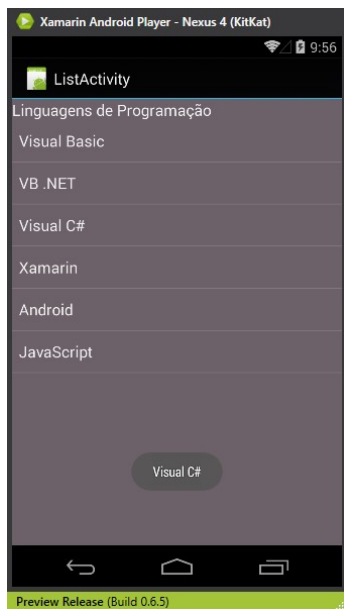 Xamarin Android Player - Nexus 4 (KitKat)
9:56
ListActivity
Linguagens de Programação
Visual Basic
VB .NET
Visual C#
Xamarin
Android
JavaScript
Visual C#
Preview Release (Build 0.6.5)